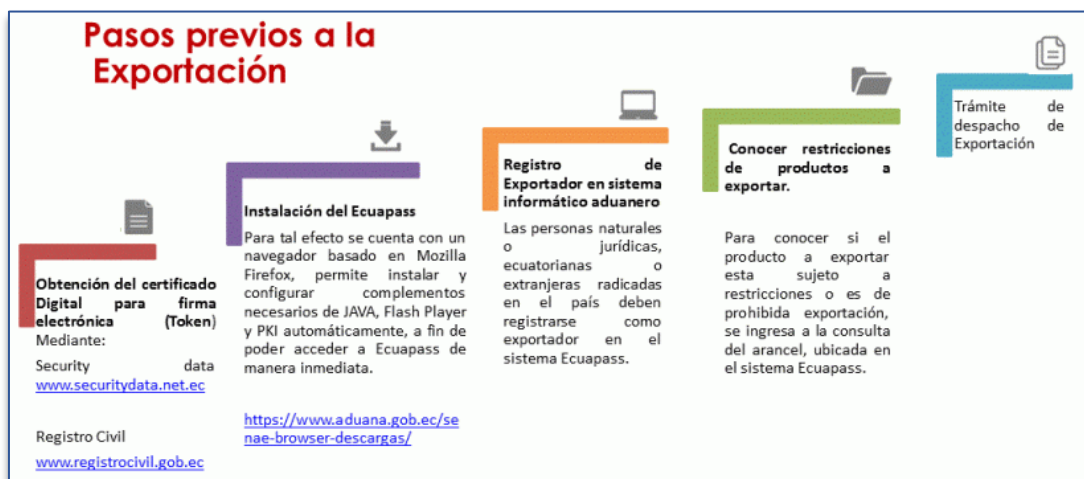 Pasos previos a la
Exportación
Obtención del certificado
Digital para firma
electrónica (Token)
Mediante:
Security data
www.securitydata.net.ec
Registro Civil
www.registrocivil.gob.ec
Instalación del Ecuapass
Para tal efecto se cuenta con un
navegador basado en Mozilla
Firefox, permite instalar y
configurar complementos
necesarios de JAVA, Flash Player
y PKI automáticamente, a fin de
poder acceder a Ecuapass de
manera inmediata.
https://www.aduana.gob.ec/se
nae-browser-descargas/
Registro de
Exportador en sistema
informático aduanero
Las personas naturales
o jurídicas,
ecuatorianas o
extranjeras radicadas
en el país deben
registrarse como
exportador en el
sistema Ecuapass.
Conocer restricciones
de productos a
exportar.
Para conocer si el
producto a exportar
esta sujeto a
restricciones o es de
prohibida exportación,
se ingresa a la consulta
del arancel, ubicada en
el sistema Ecuapass.
Trámite de
despacho de
Exportación